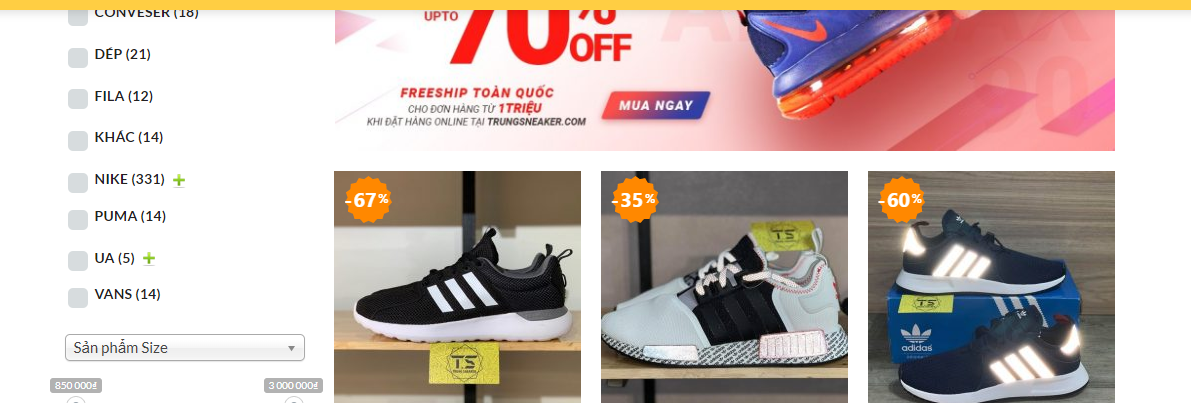 CONVESER (18)
DÉP (21)
FILA (12)
KHÁC (14)
NIKE (331)
PUMA (14)
UA (5)
VANS (14)
Sản phẩm Size
850 000₫
3 000 000₫
UPTO
70% OFF
FREESHIP TOÀN QUỐC
CHO ĐƠN HÀNG TỪ 1TRIỆU
KHI ĐẶT HÀNG ONLINE TẠI TRUNGSNEAKER.COM
MUA NGAY
-67%
-35%
-60%
TS
TS
TS
adidas